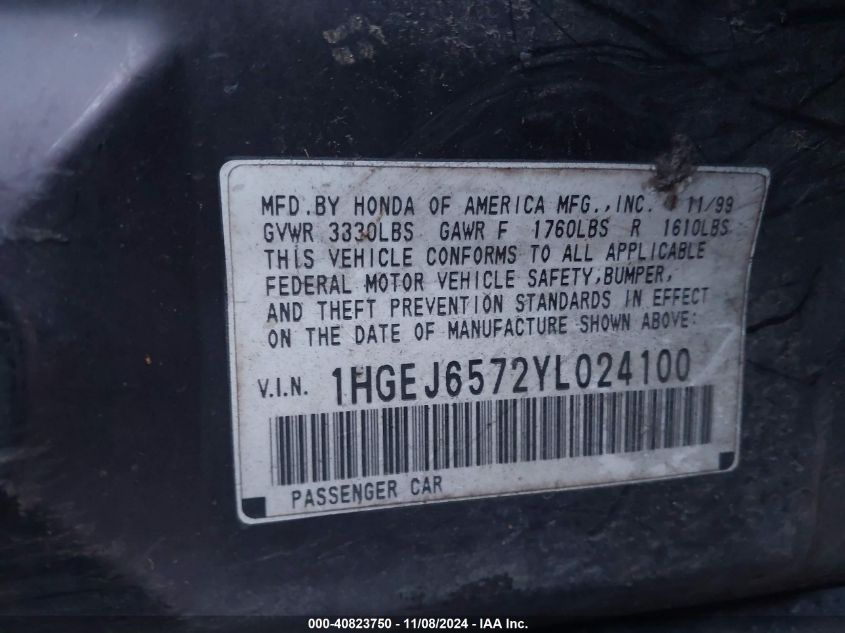 MFD.BY HONDA OF AMERICA MFG.,INC. 11/99
GVWR 3330LBS GAWR F 1760LBS R 1610LBS
THIS VEHICLE CONFORMS TO ALL APPLICABLE
FEDERAL MOTOR VEHICLE SAFETY,BUMPER,
AND THEFT PREVENTION STANDARDS IN EFFECT
ON THE DATE OF MANUFACTURE SHOWN ABOVE:
V.I.N. 1HGEJ6572YL024100
PASSENGER CAR
000-40823750 - 11/08/2024 - IAA Inc.